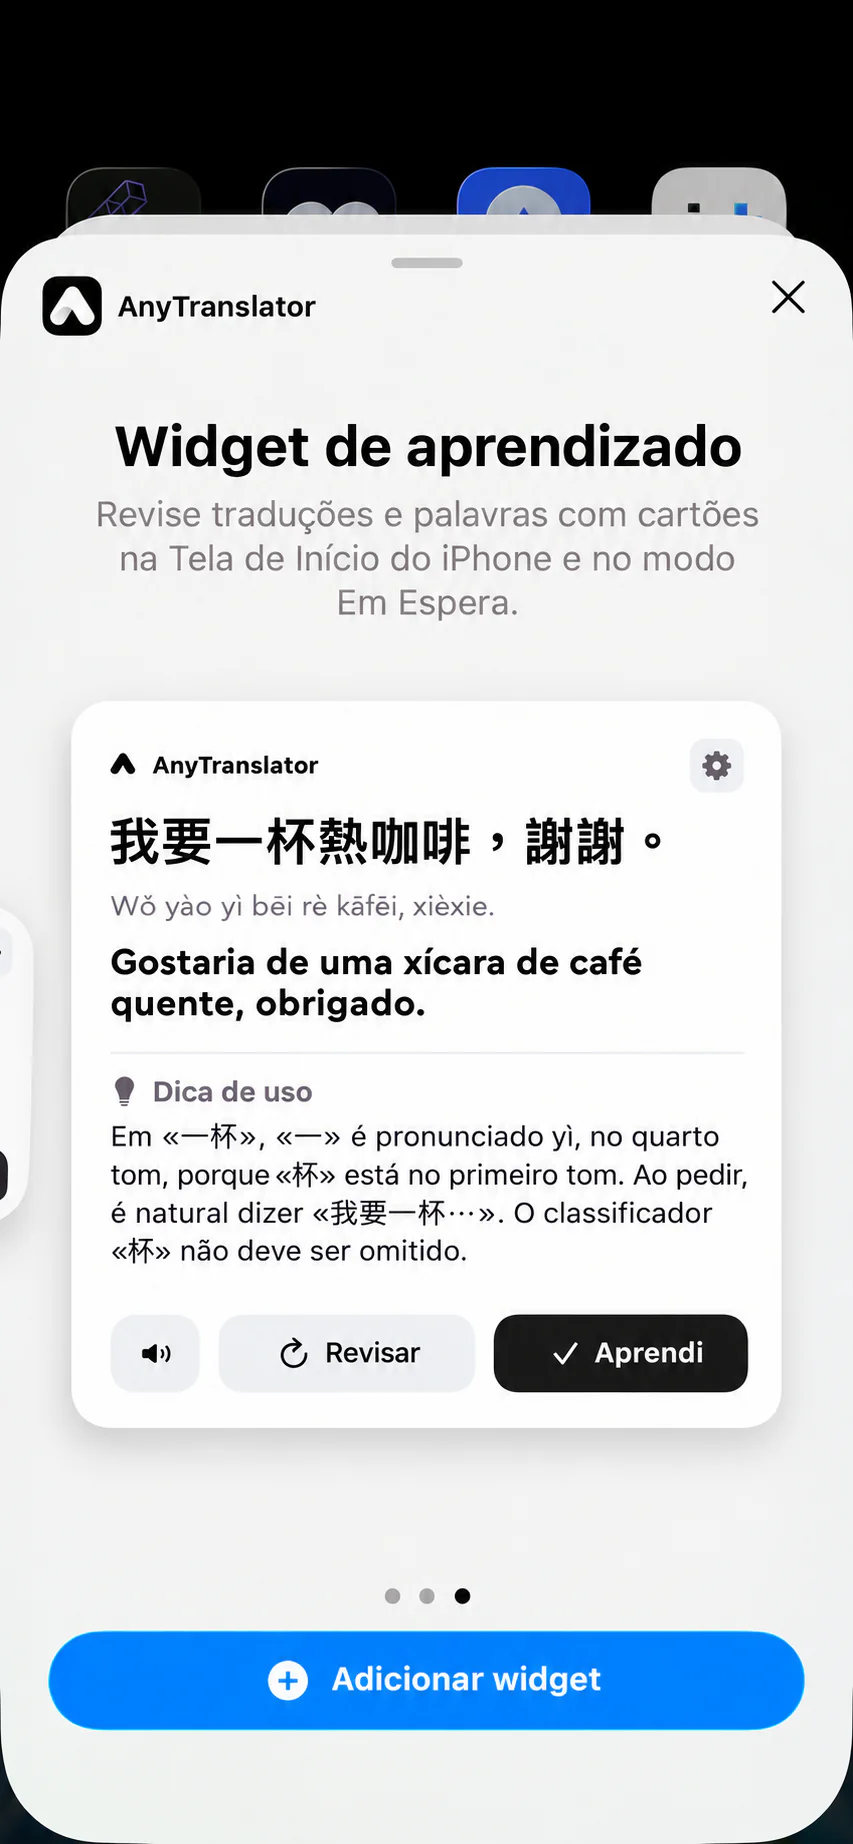 AnyTranslator
Widget de aprendizado
Revise traduções e palavras com cartões
na Tela de Início do iPhone e no modo
Em Espera.
AnyTranslator
我要一杯熱咖啡，謝謝。
Wǒ yào yì bēi rè kāfēi, xièxie.
Gostaria de uma xícara de café
quente, obrigado.
Dica de uso
Em «一杯», «一» é pronunciado yì, no quarto
tom, porque «杯» está no primeiro tom. Ao pedir,
é natural dizer «我要一杯⋯». O classificador
«杯» não deve ser omitido.
Revisar
Aprendi
Adicionar widget